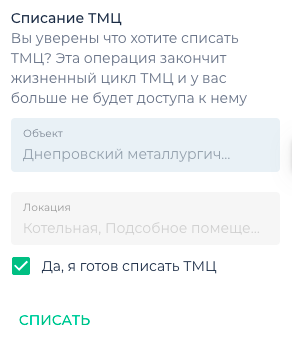 Списание ТМЦ
Вы уверены что хотите списать
ТМЦ? Эта операция закончит
жизненный цикл ТМЦ и у вас
больше не будет доступа к нему
Объект
Днепровский металлургич...
Локация
Котельная, Подсобное помеще...
Да, я готов списать ТМЦ
СПИСАТЬ